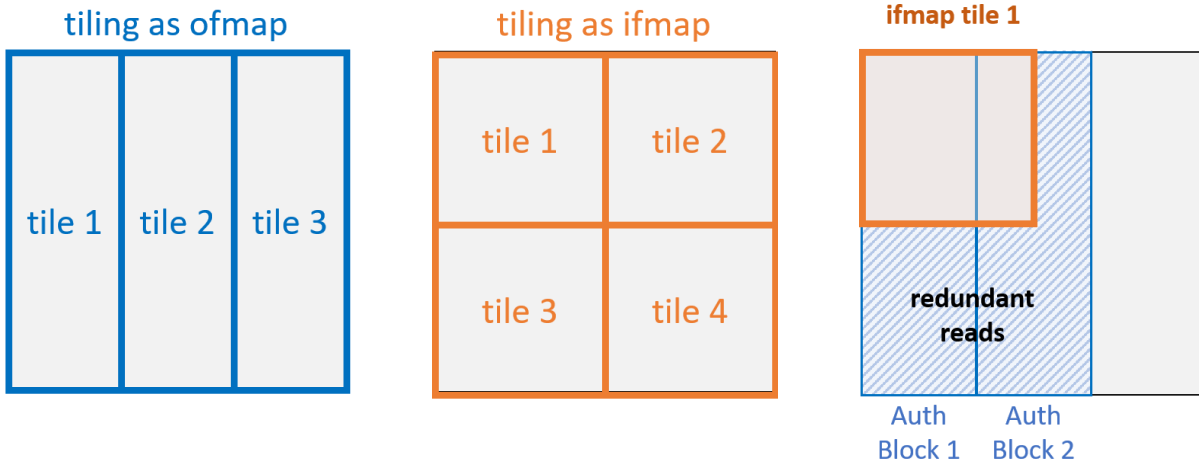 tiling as ofmap
tile 1
tile 2
tile 3
tiling as ifmap
tile 1
tile 2
tile 3
tile 4
ifmap tile 1
redundant
reads
Auth
Block 1
Auth
Block 2